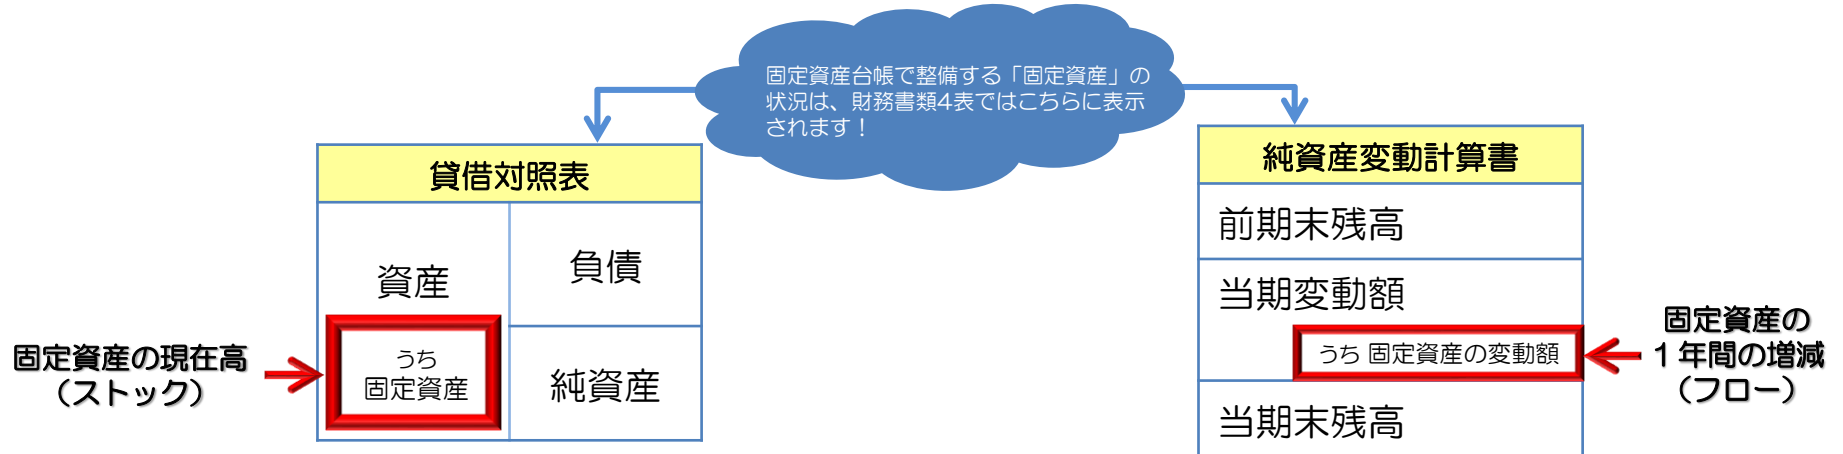 固定資産台帳で整備する「固定資産」の
状況は、財務書類4表ではこちらに表示
されます！
貸借対照表
資産
負債
うち
固定資産
純資産
固定資産の現在高
（ストック）
純資産変動計算書
前期末残高
当期変動額
うち 固定資産の変動額
当期末残高
固定資産の
１年間の増減
（フロー）